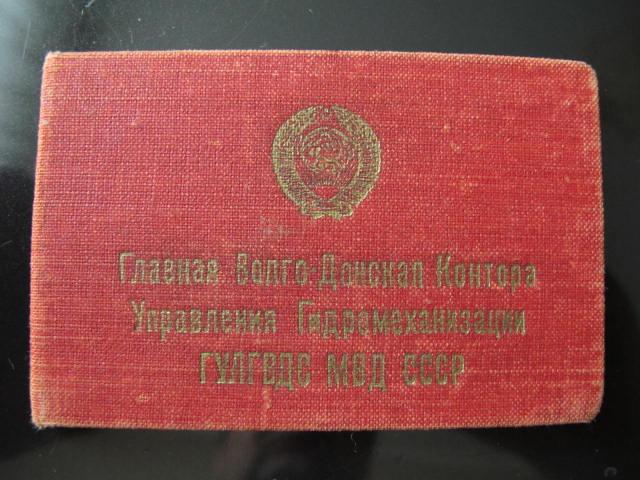 Главная Волго-Донская Контора
Управления Гидромеханизации
ГУЛГВДС МВД СССР